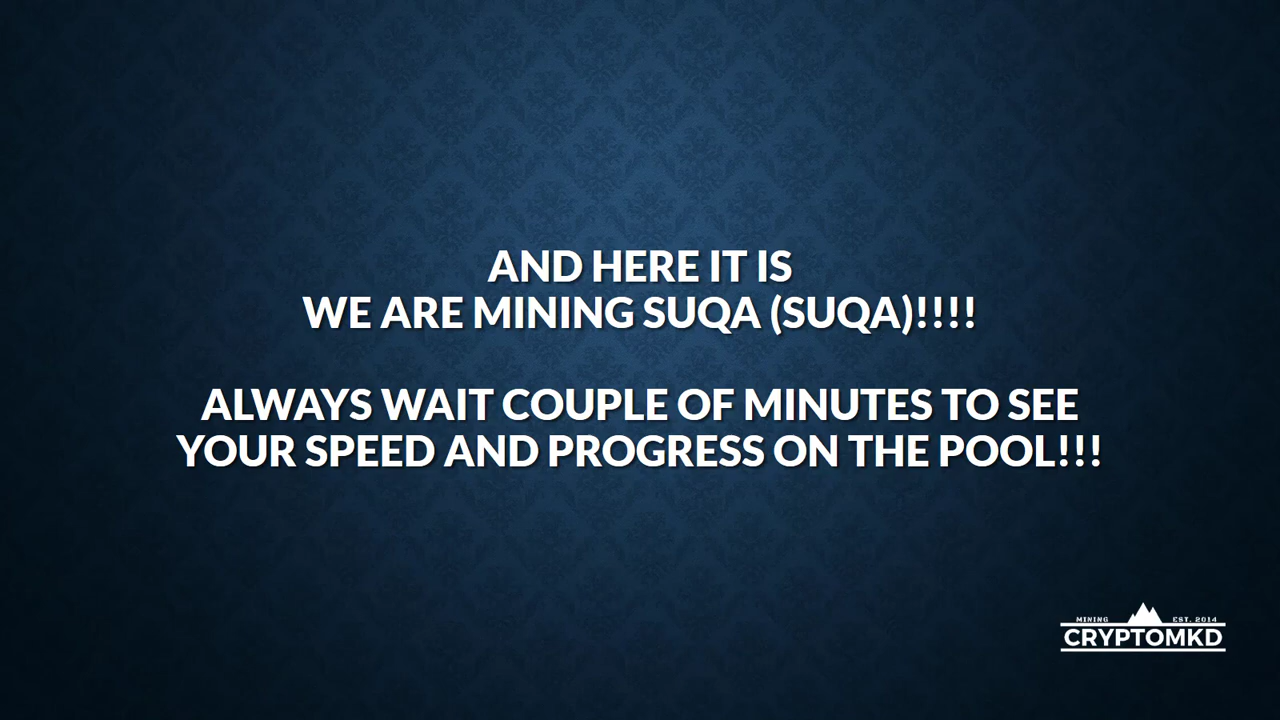 AND HERE IT IS
WE ARE MINING SUQA (SUQA)!!!!
ALWAYS WAIT COUPLE OF MINUTES TO SEE
YOUR SPEED AND PROGRESS ON THE POOL!!!
MINING EST. 2014
CRYPTOMKD